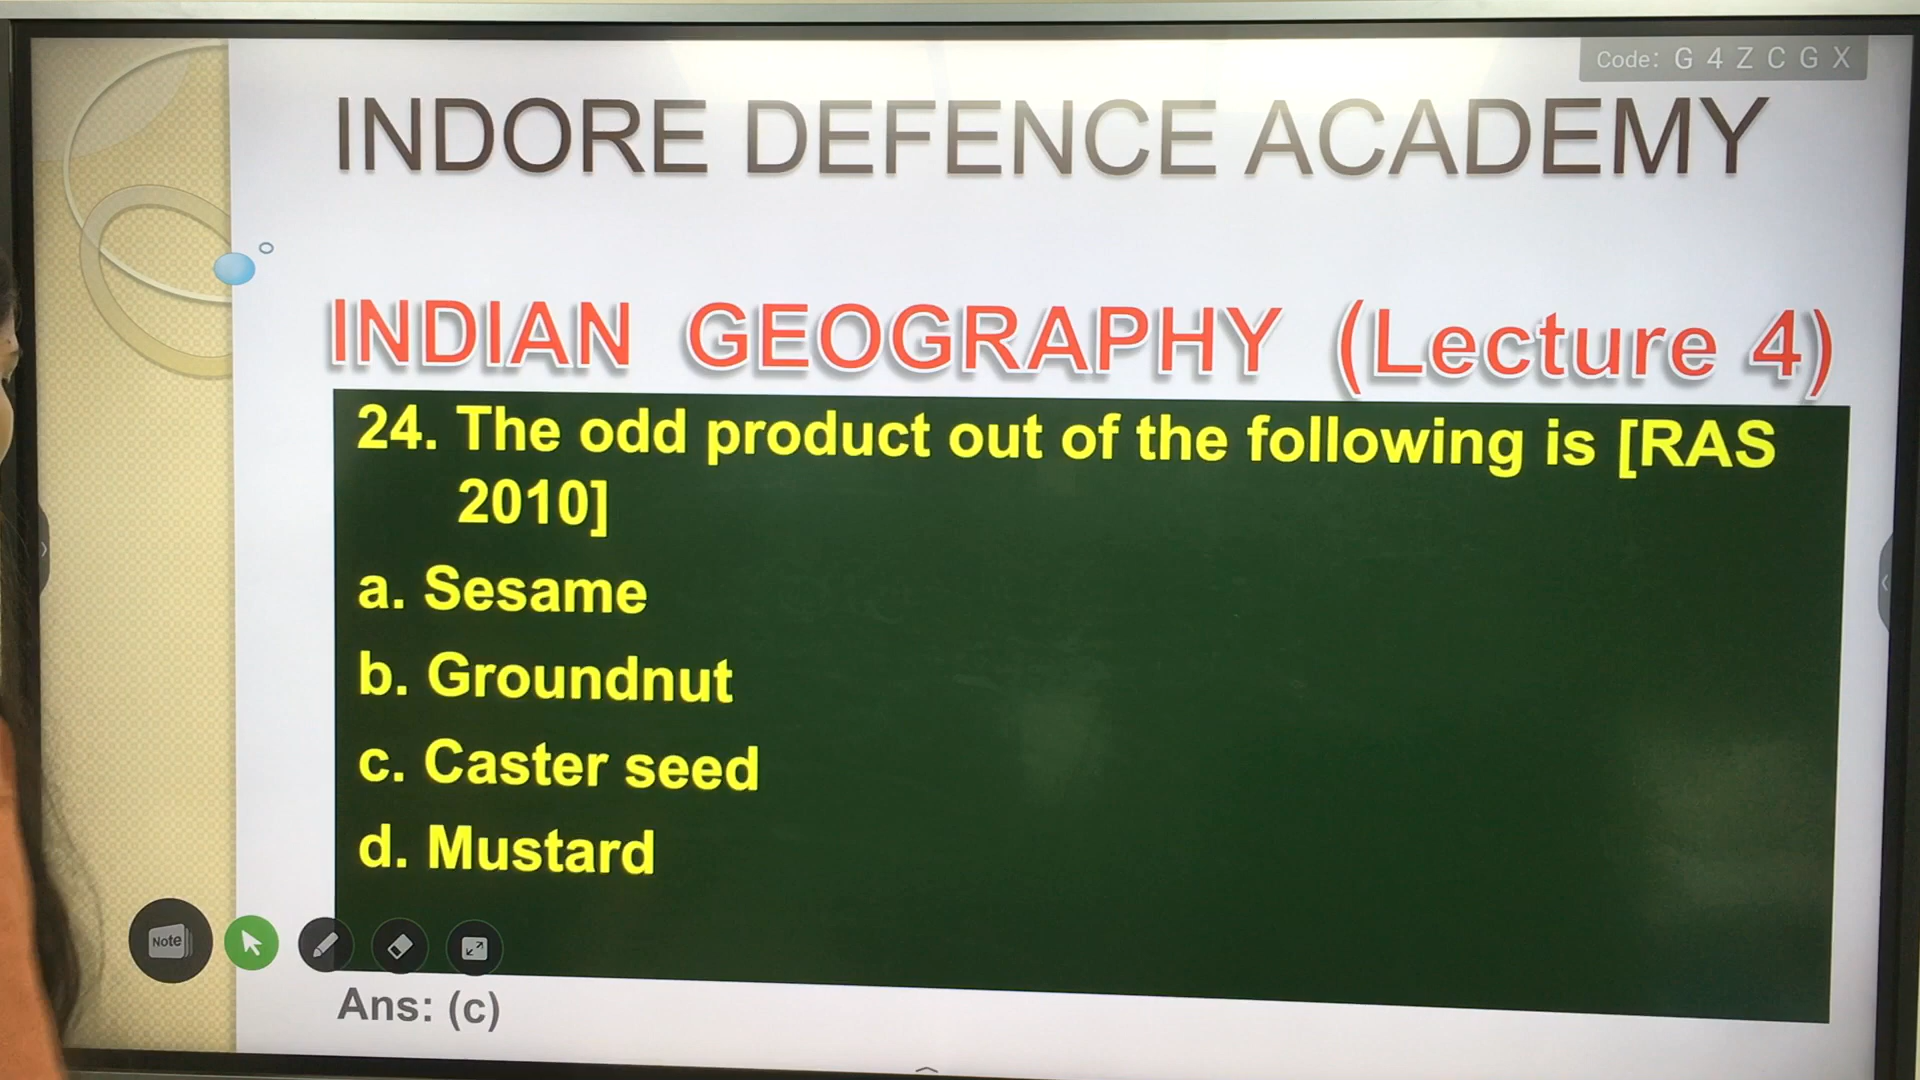 Code: G 4 Z C G X
INDORE DEFENCE ACADEMY
INDIAN GEOGRAPHY (Lecture 4)
24. The odd product out of the following is [RAS
2010]
a. Sesame
b. Groundnut
c. Caster seed
d. Mustard
Note
Ans: (c)